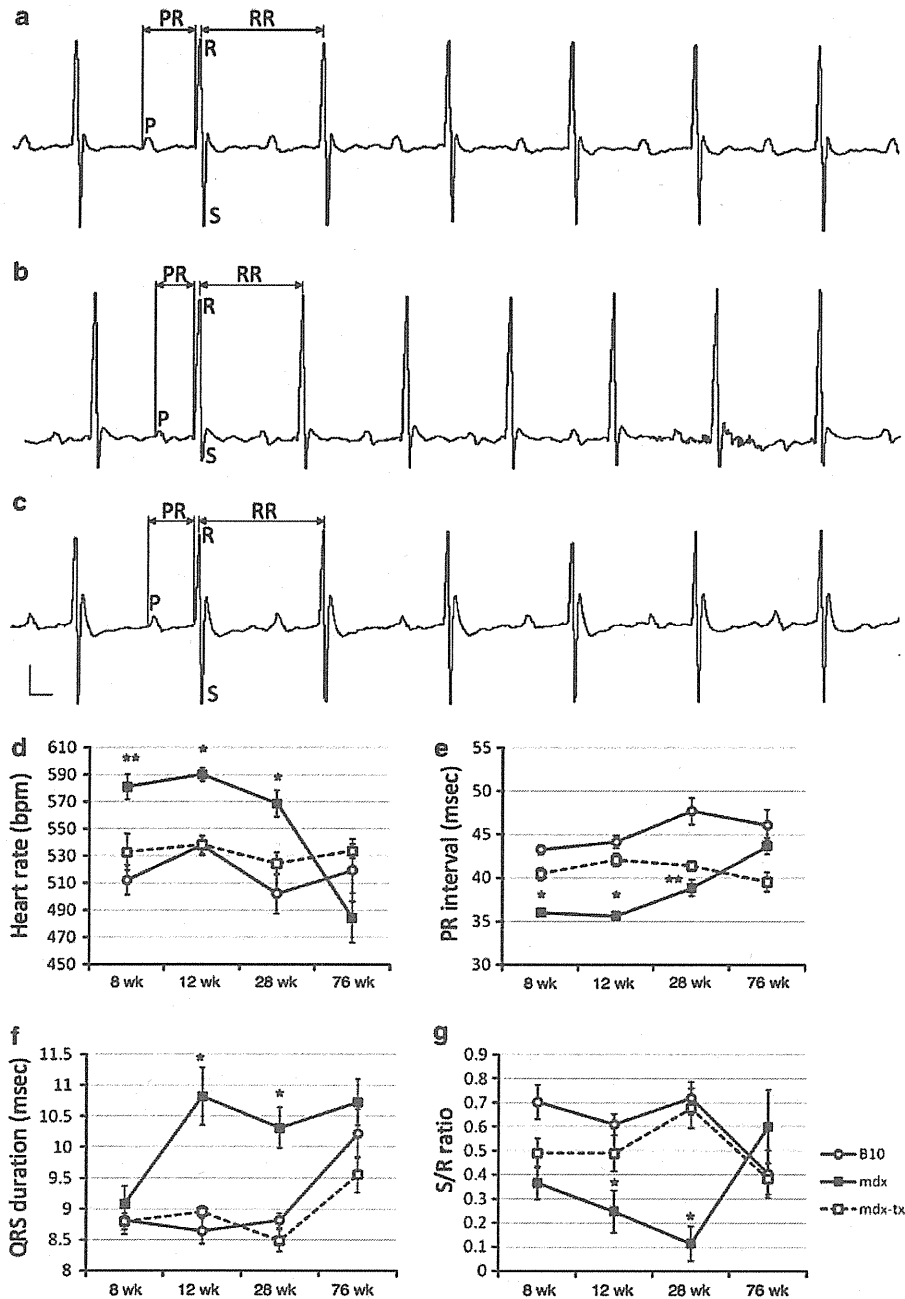 a
PR RR
R
P
S
b
PR RR
R
P
S
c
PR RR
R
P
S
d
Heart rate (bpm)
610
590
570
550
530
510
490
470
450
**
*
*
8 wk 12 wk 28 wk 76 wk
e
PR interval (msec)
55
50
45
40
35
30
*
*
**
8 wk 12 wk 28 wk 76 wk
f
QRS duration (msec)
11.5
11
10.5
10
9.5
9
8.5
8
*
*
8 wk 12 wk 28 wk 76 wk
g
S/R ratio
0.9
0.8
0.7
0.6
0.5
0.4
0.3
0.2
0.1
0
*
*
8 wk 12 wk 28 wk 76 wk
B10
mdx
mdx-tx